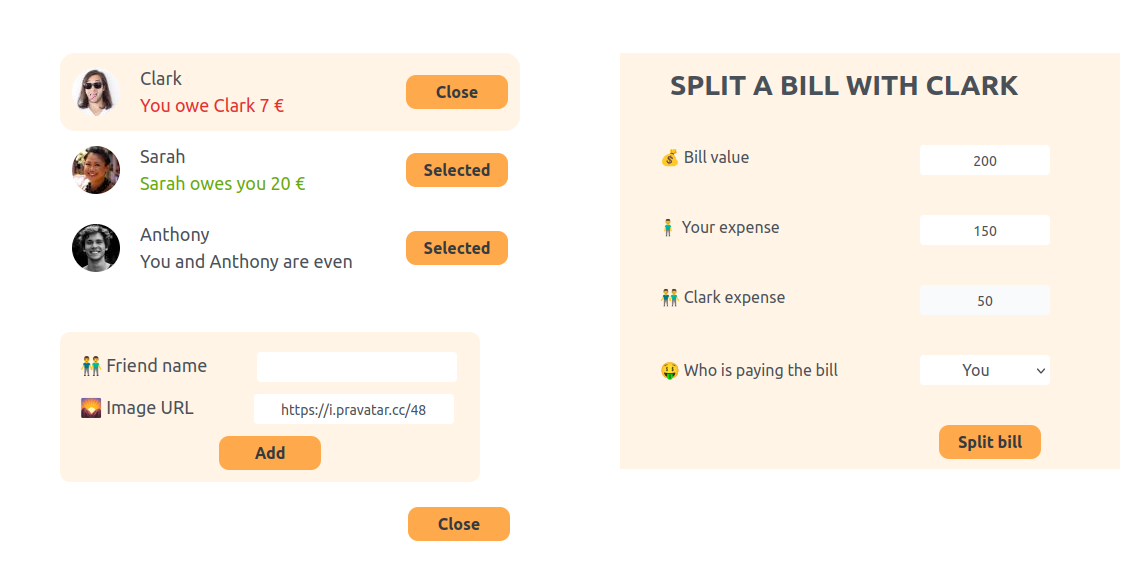 Clark
You owe Clark 7 €
Close
Sarah
Sarah owes you 20 €
Selected
Anthony
You and Anthony are even
Selected
Friend name
Image URL
https://i.pravatar.cc/48
Add
Close
SPLIT A BILL WITH CLARK
Bill value
200
Your expense
150
Clark expense
50
Who is paying the bill
You
Split bill